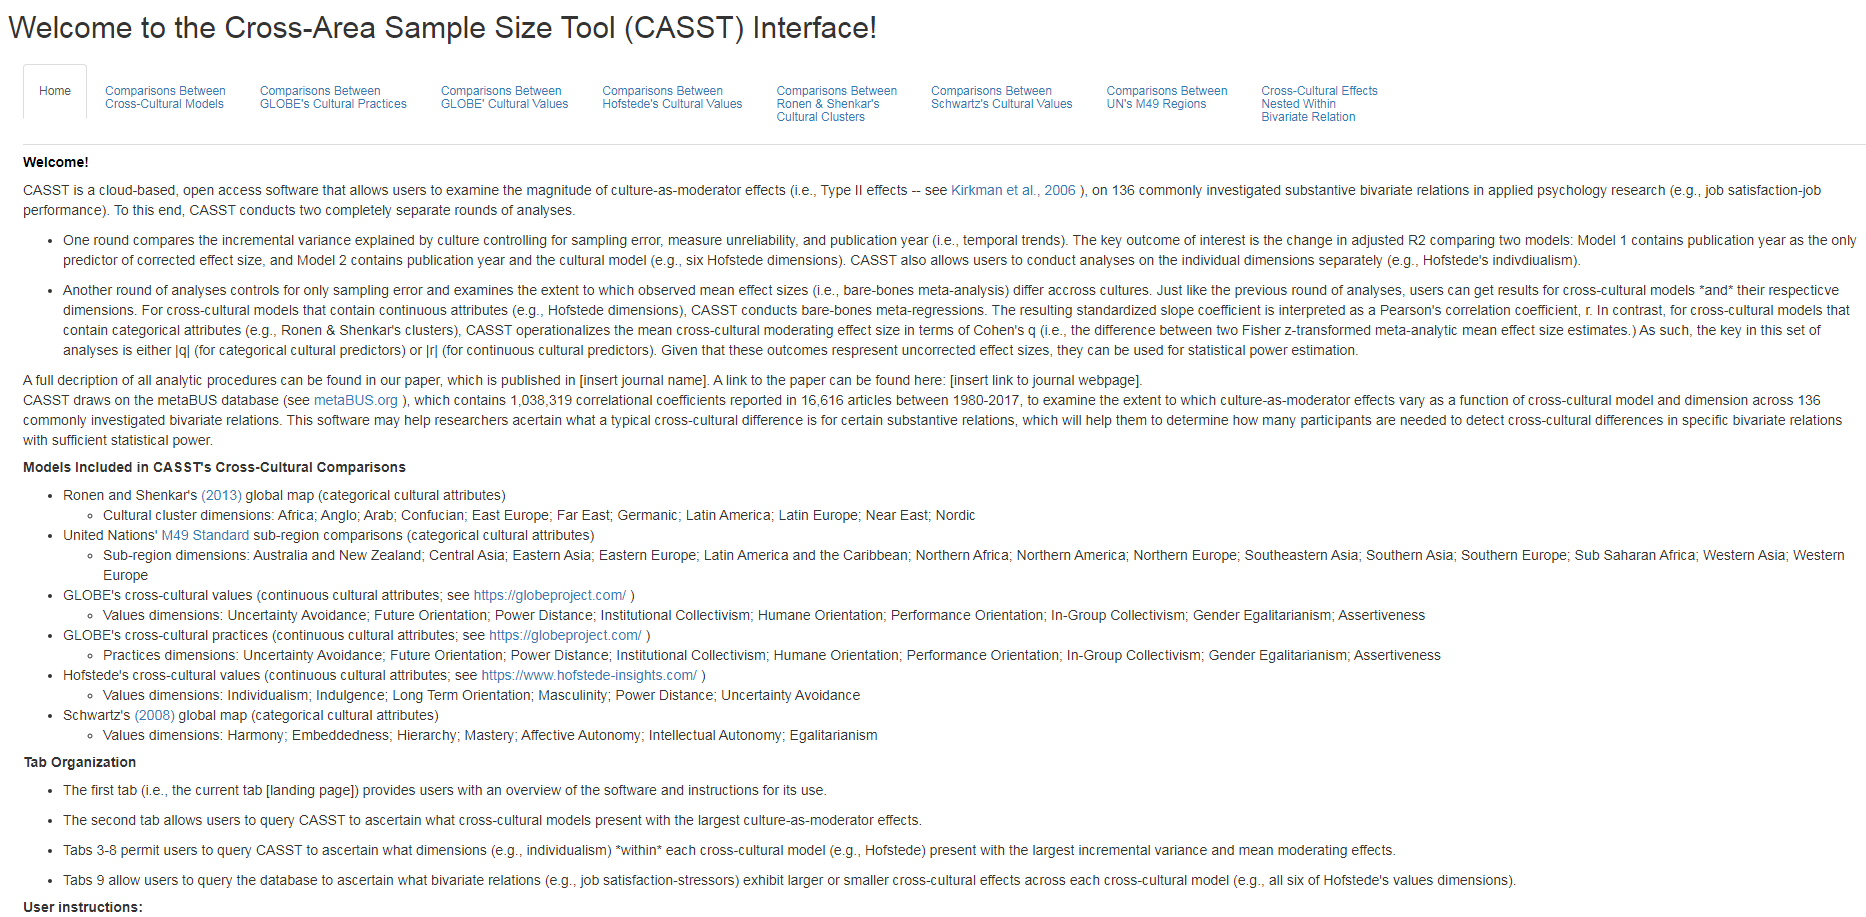 Welcome to the Cross-Area Sample Size Tool (CASST) Interface!
Home
Comparisons Between
Cross-Cultural Models
Comparisons Between
GLOBE's Cultural Practices
Comparisons Between
GLOBE' Cultural Values
Comparisons Between
Hofstede's Cultural Values
Comparisons Between
Ronen & Shenkar's
Cultural Clusters
Comparisons Between
Schwartz's Cultural Values
Comparisons Between
UN's M49 Regions
Cross-Cultural Effects
Nested Within
Bivariate Relation
Welcome!
CASST is a cloud-based, open access software that allows users to examine the magnitude of culture-as-moderator effects (i.e., Type II effects -- see Kirkman et al., 2006 ), on 136 commonly investigated substantive bivariate relations in applied psychology research (e.g., job satisfaction-job
performance). To this end, CASST conducts two completely separate rounds of analyses.
• One round compares the incremental variance explained by culture controlling for sampling error, measure unreliability, and publication year (i.e., temporal trends). The key outcome of interest is the change in adjusted R2 comparing two models: Model 1 contains publication year as the only
predictor of corrected effect size, and Model 2 contains publication year and the cultural model (e.g., six Hofstede dimensions). CASST also allows users to conduct analyses on the individual dimensions separately (e.g., Hofstede's indivdiualism).
• Another round of analyses controls for only sampling error and examines the extent to which observed mean effect sizes (i.e., bare-bones meta-analysis) differ accross cultures. Just like the previous round of analyses, users can get results for cross-cultural models *and* their respecticve
dimensions. For cross-cultural models that contain continuous attributes (e.g., Hofstede dimensions), CASST conducts bare-bones meta-regressions. The resulting standardized slope coefficient is interpreted as a Pearson's correlation coefficient, r. In contrast, for cross-cultural models that
contain categorical attributes (e.g., Ronen & Shenkar's clusters), CASST operationalizes the mean cross-cultural moderating effect size in terms of Cohen's q (i.e., the difference between two Fisher z-transformed meta-analytic mean effect size estimates.) As such, the key in this set of
analyses is either |q| (for categorical cultural predictors) or |r| (for continuous cultural predictors). Given that these outcomes respresent uncorrected effect sizes, they can be used for statistical power estimation.
A full decription of all analytic procedures can be found in our paper, which is published in [insert journal name]. A link to the paper can be found here: [insert link to journal webpage].
CASST draws on the metaBUS database (see metaBUS.org ), which contains 1,038,319 correlational coefficients reported in 16,616 articles between 1980-2017, to examine the extent to which culture-as-moderator effects vary as a function of cross-cultural model and dimension across 136
commonly investigated bivariate relations. This software may help researchers acertain what a typical cross-cultural difference is for certain substantive relations, which will help them to determine how many participants are needed to detect cross-cultural differences in specific bivariate relations
with sufficient statistical power.
Models Included in CASST's Cross-Cultural Comparisons
• Ronen and Shenkar's (2013) global map (categorical cultural attributes)
◦ Cultural cluster dimensions: Africa; Anglo; Arab; Confucian; East Europe; Far East; Germanic; Latin America; Latin Europe; Near East; Nordic
• United Nations' M49 Standard sub-region comparisons (categorical cultural attributes)
◦ Sub-region dimensions: Australia and New Zealand; Central Asia; Eastern Asia; Eastern Europe; Latin America and the Caribbean; Northern Africa; Northern America; Northern Europe; Southeastern Asia; Southern Asia; Southern Europe; Sub Saharan Africa; Western Asia; Western
Europe
• GLOBE's cross-cultural values (continuous cultural attributes; see https://globeproject.com/ )
◦ Values dimensions: Uncertainty Avoidance; Future Orientation; Power Distance; Institutional Collectivism; Humane Orientation; Performance Orientation; In-Group Collectivism; Gender Egalitarianism; Assertiveness
• GLOBE's cross-cultural practices (continuous cultural attributes; see https://globeproject.com/ )
◦ Practices dimensions: Uncertainty Avoidance; Future Orientation; Power Distance; Institutional Collectivism; Humane Orientation; Performance Orientation; In-Group Collectivism; Gender Egalitarianism; Assertiveness
• Hofstede's cross-cultural values (continuous cultural attributes; see https://www.hofstede-insights.com/ )
◦ Values dimensions: Individualism; Indulgence; Long Term Orientation; Masculinity; Power Distance; Uncertainty Avoidance
• Schwartz's (2008) global map (categorical cultural attributes)
◦ Values dimensions: Harmony; Embeddedness; Hierarchy; Mastery; Affective Autonomy; Intellectual Autonomy; Egalitarianism
Tab Organization
• The first tab (i.e., the current tab [landing page]) provides users with an overview of the software and instructions for its use.
• The second tab allows users to query CASST to ascertain what cross-cultural models present with the largest culture-as-moderator effects.
• Tabs 3-8 permit users to query CASST to ascertain what dimensions (e.g., individualism) *within* each cross-cultural model (e.g., Hofstede) present with the largest incremental variance and mean moderating effects.
• Tabs 9 allow users to query the database to ascertain what bivariate relations (e.g., job satisfaction-stressors) exhibit larger or smaller cross-cultural effects across each cross-cultural model (e.g., all six of Hofstede's values dimensions).
User instructions: